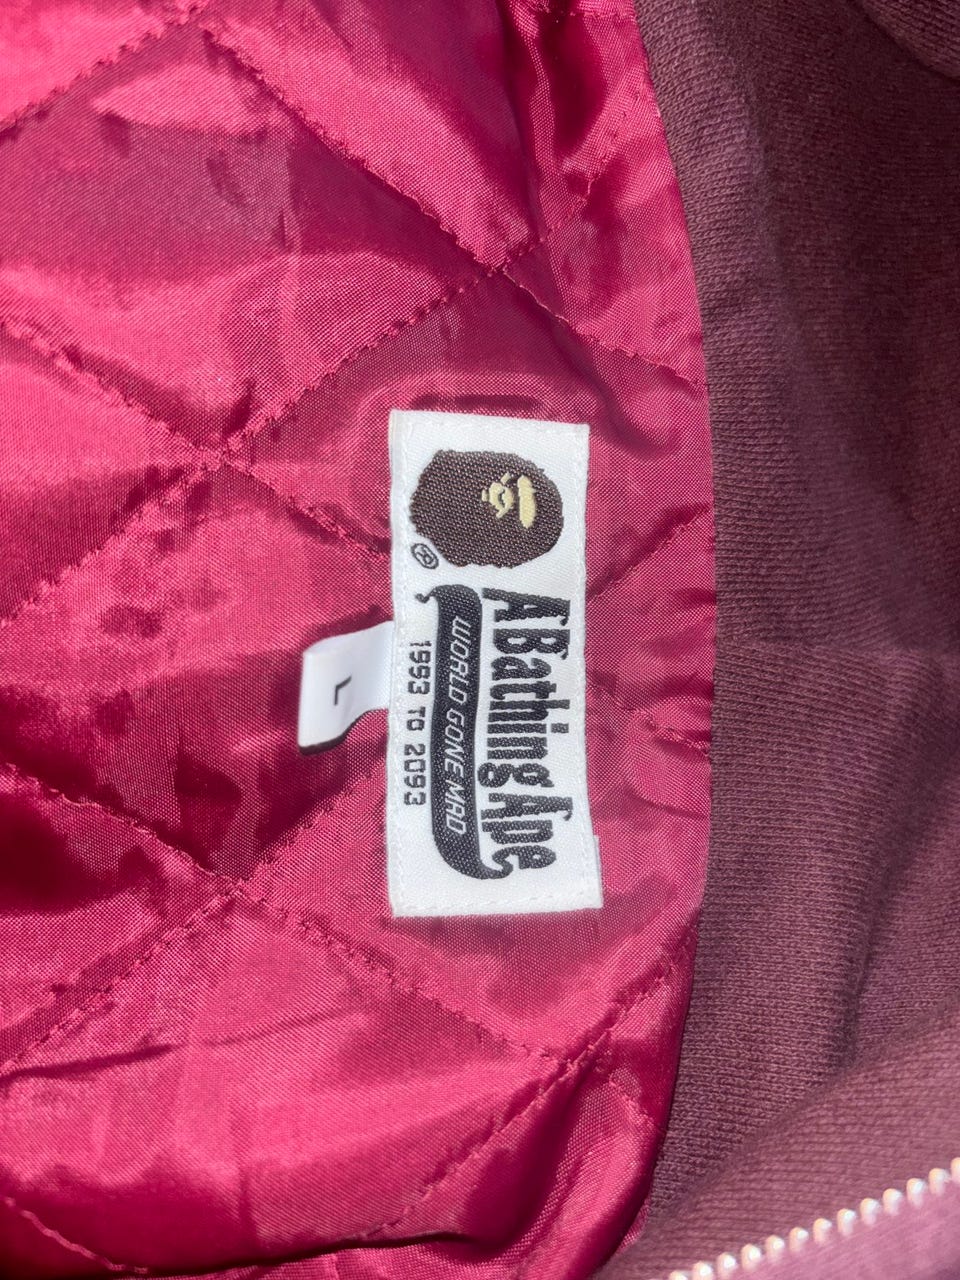 A Bathing Ape
WORLD GONE MAD
1993 TO 2093
L